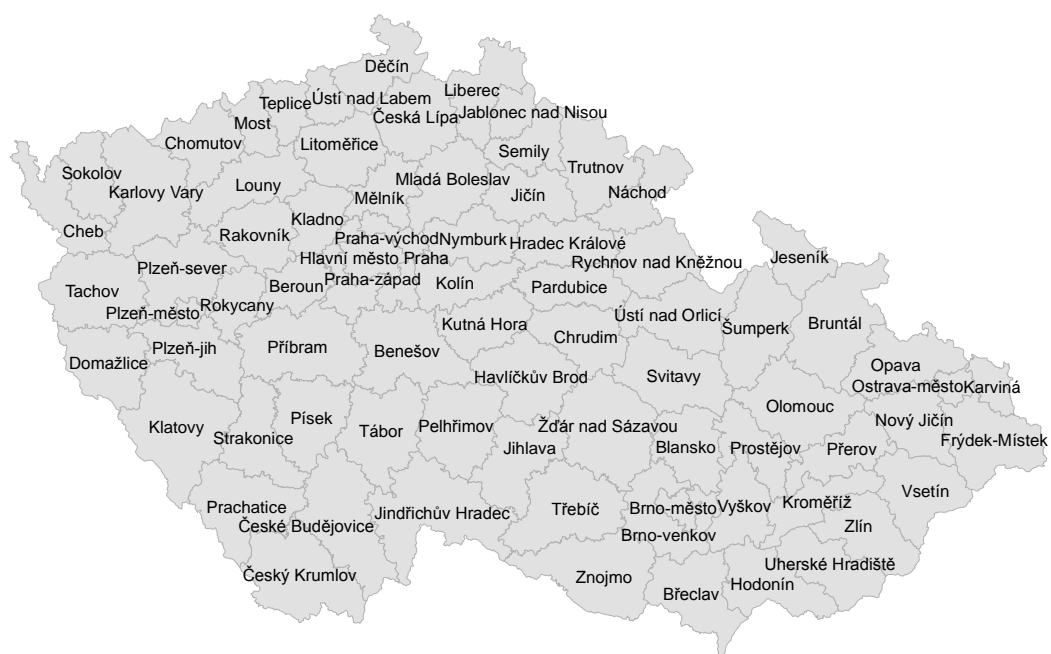 Děčín
Liberec
Teplice
Ústí nad Labem
Jablonec nad Nisou
Česká Lípa
Most
Chomutov
Litoměřice
Semily
Trutnov
Sokolov
Karlovy Vary
Louny
Mladá Boleslav
Mělník
Jičín
Náchod
Kladno
Cheb
Rakovník
Praha-východ
Nymburk
Hradec Králové
Hlavní město Praha
Rychnov nad Kněžnou
Jeseník
Plzeň-sever
Beroun
Praha-západ
Kolín
Pardubice
Tachov
Rokycany
Plzeň-město
Kutná Hora
Ústí nad Orlicí
Šumperk
Bruntál
Chrudim
Domažlice
Plzeň-jih
Příbram
Benešov
Opava
Havlíčkův Brod
Svitavy
Ostrava-město
Karviná
Olomouc
Klatovy
Písek
Nový Jičín
Strakonice
Tábor
Pelhřimov
Žďár nad Sázavou
Frýdek-Místek
Jihlava
Blansko
Prostějov
Přerov
Vsetín
Prachatice
Jindřichův Hradec
Třebíč
Brno-město
Vyškov
Kroměříž
České Budějovice
Zlín
Brno-venkov
Uherské Hradiště
Český Krumlov
Znojmo
Hodonín
Břeclav